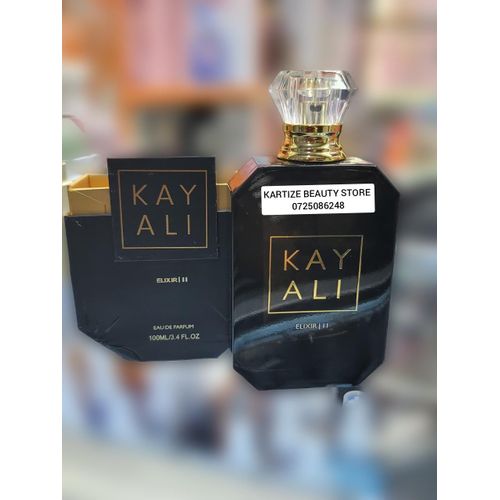 KAY
ALI
ELIXIR | 11
EAU DE PARFUM
100ML/3.4 FL.OZ
KARTIZE BEAUTY STORE
0725086248
KAY
ALI
ELIXIR | 11